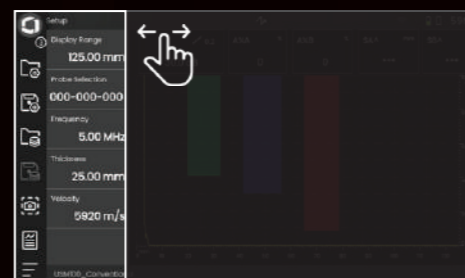 Setup
Display Range
125.00 mm
Probe Selection
000-000-000
Frequency
5.00 MHz
Thickness
25.00 mm
Velocity
5920 m/s
USM100_Conventio